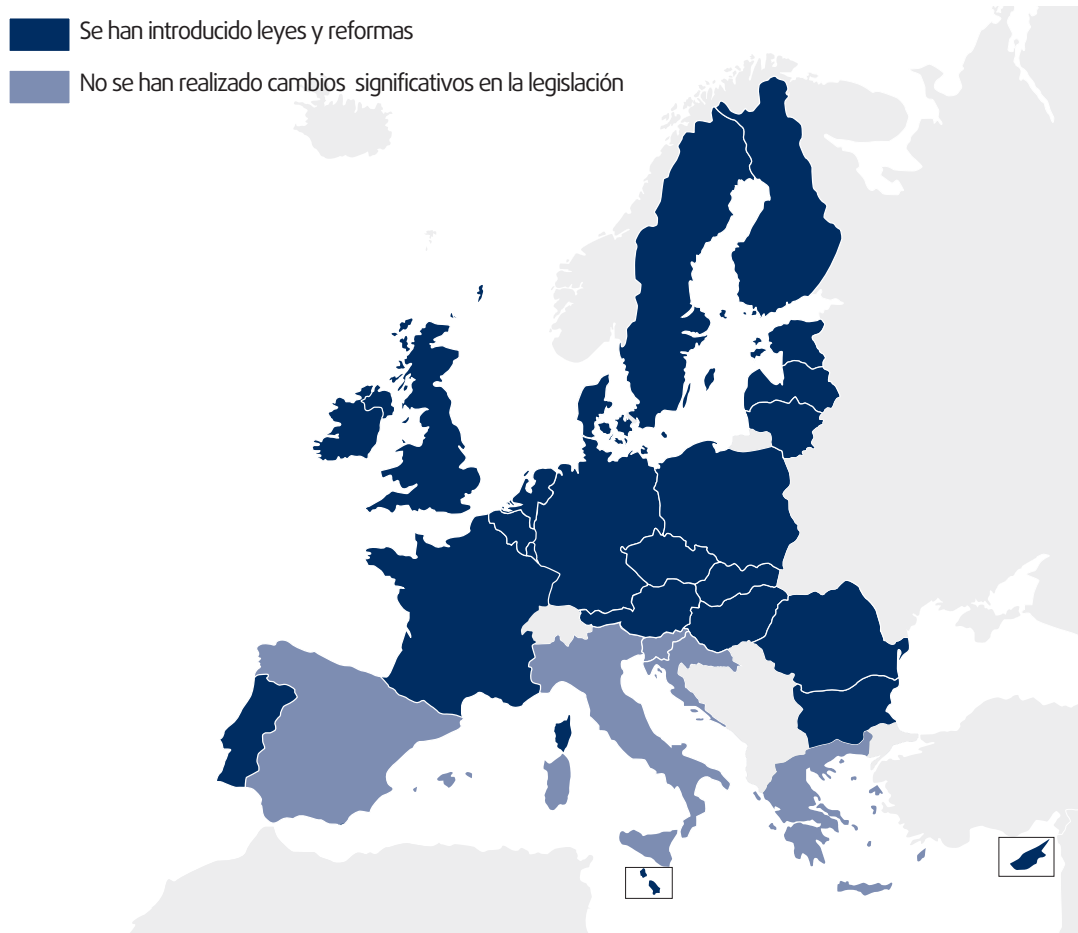 Se han introducido leyes y reformas
No se han realizado cambios significativos en la legislación